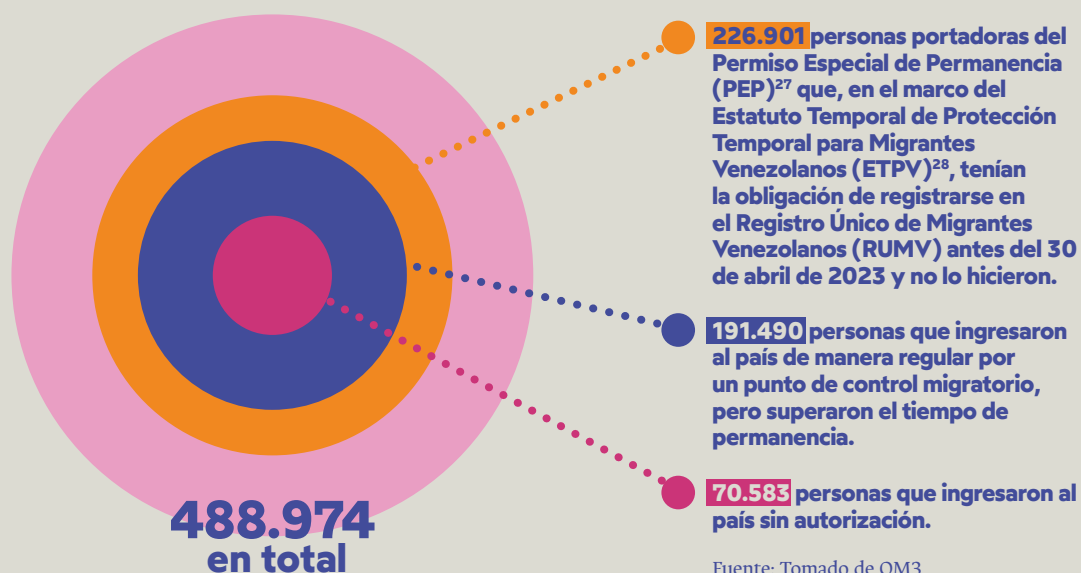 226.901 personas portadoras del
Permiso Especial de Permanencia
(PEP)27 que, en el marco del
Estatuto Temporal de Protección
Temporal para Migrantes
Venezolanos (ETPV)28, tenían
la obligación de registrarse en
el Registro Único de Migrantes
Venezolanos (RUMV) antes del 30
de abril de 2023 y no lo hicieron.
191.490 personas que ingresaron
al país de manera regular por
un punto de control migratorio,
pero superaron el tiempo de
permanencia.
70.583 personas que ingresaron al
país sin autorización.
488.974
en total
Fuente: Tomado de OM3